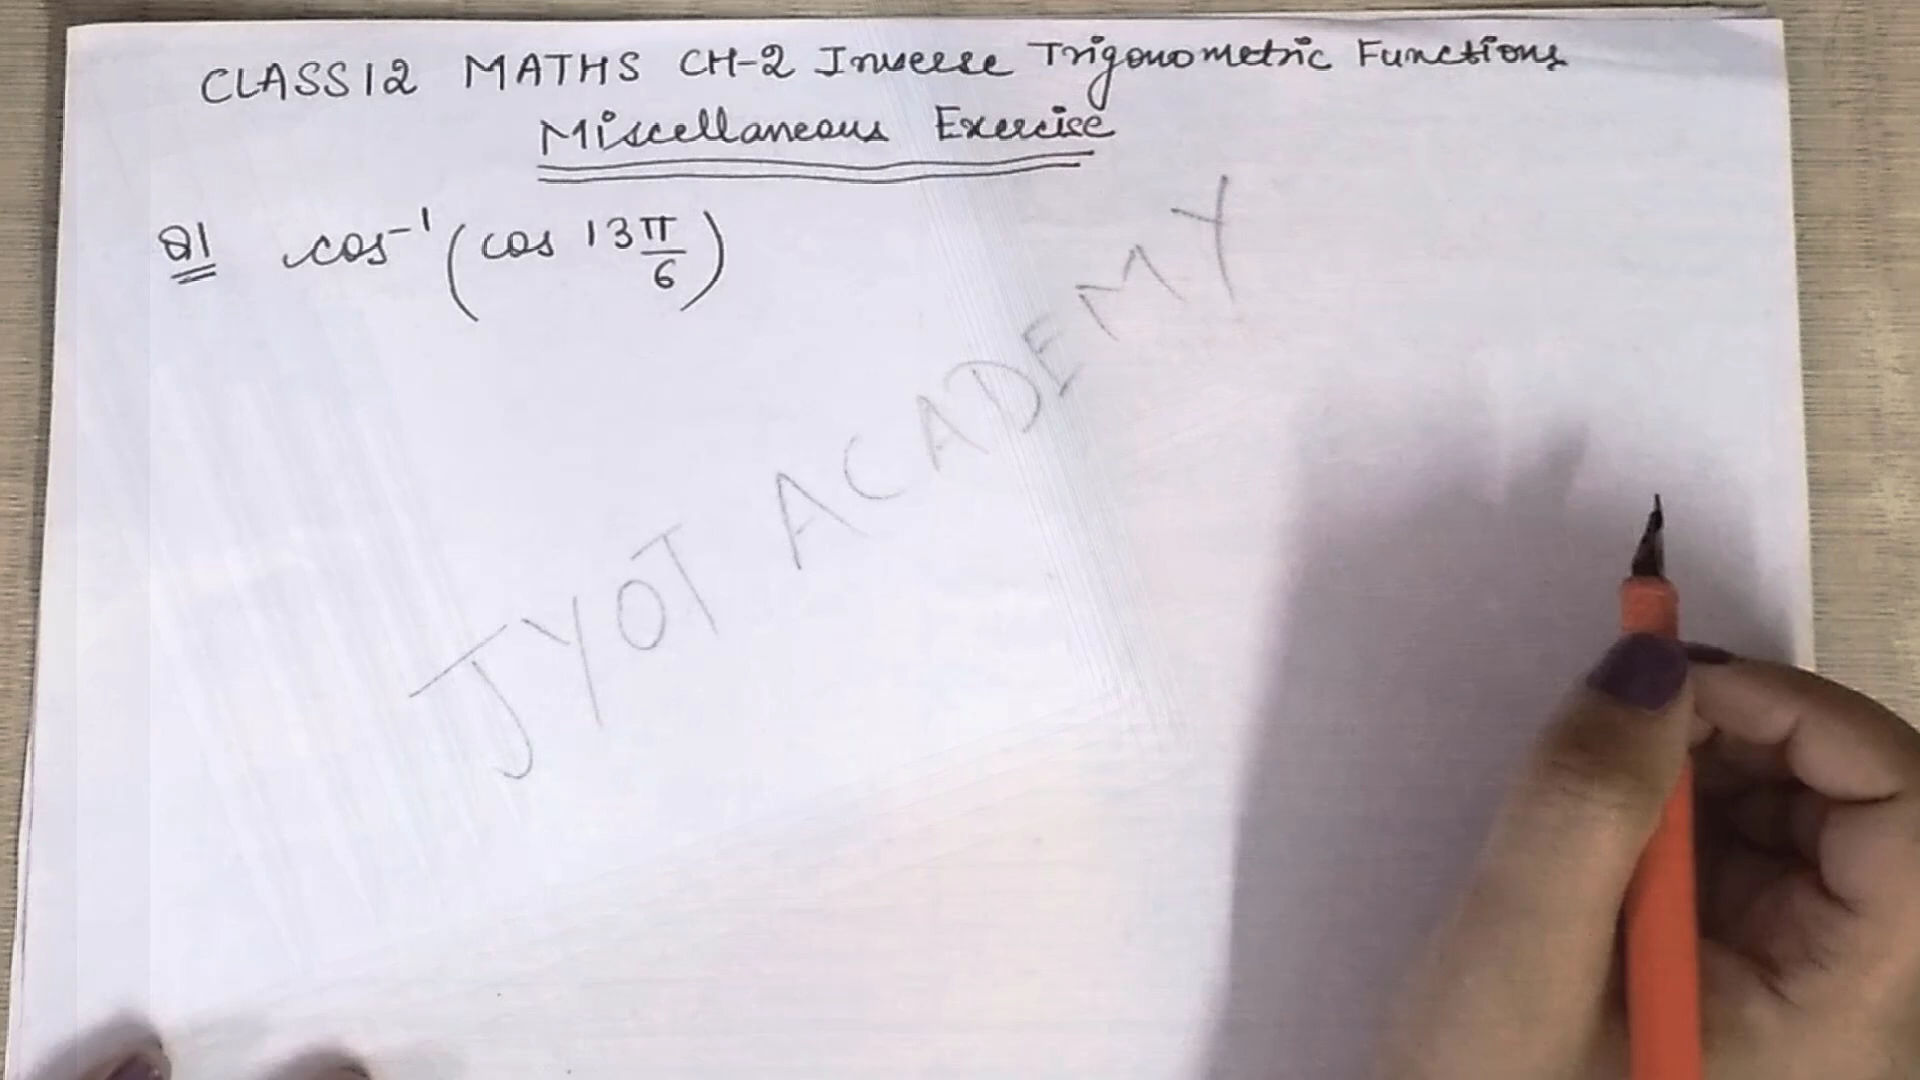 CLASS 12 MATHS CH-2 Inverse Trigonometric Functions
Miscellaneous Exercise
Q1 cos⁻¹(cos 13π/6)
JYOT ACADEMY